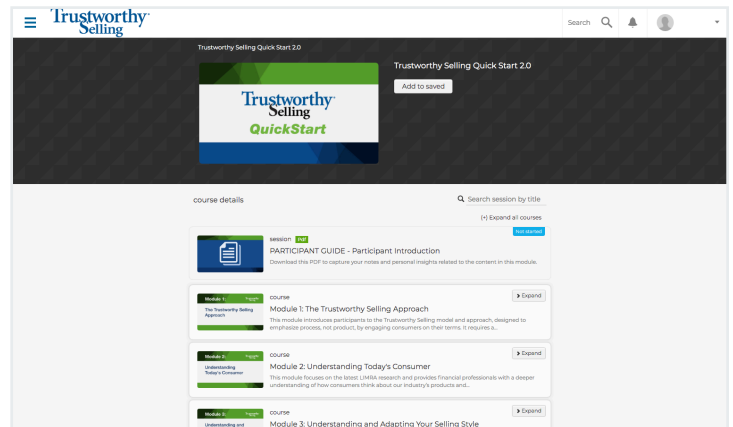 Trustworthy
Selling
Search
Trustworthy Selling Quick Start 2.0
Trustworthy
Selling
QuickStart
Trustworthy Selling Quick Start 2.0
Add to saved
course details
Search session by title
(+) Expand all courses
Not started
session
PARTICIPANT GUIDE - Participant Introduction
Download this PDF to capture your notes and personal insights related to the content in this module.
Module 1:
The Trustworthy Selling
Approach
course
Expand
Module 1: The Trustworthy Selling Approach
This module introduces participants to the Trustworthy Selling model and approach, designed to
emphasize process, not product, by engaging consumers on their terms. It requires a...
Module 2:
Understanding
Today's Consumer
course
Expand
Module 2: Understanding Today's Consumer
This module focuses on the latest LIMRA research and provides financial professionals with a deeper
understanding of how consumers think about our industry's products and...
Module 3:
Understanding and
course
Expand
Module 3: Understanding and Adapting Your Selling Style